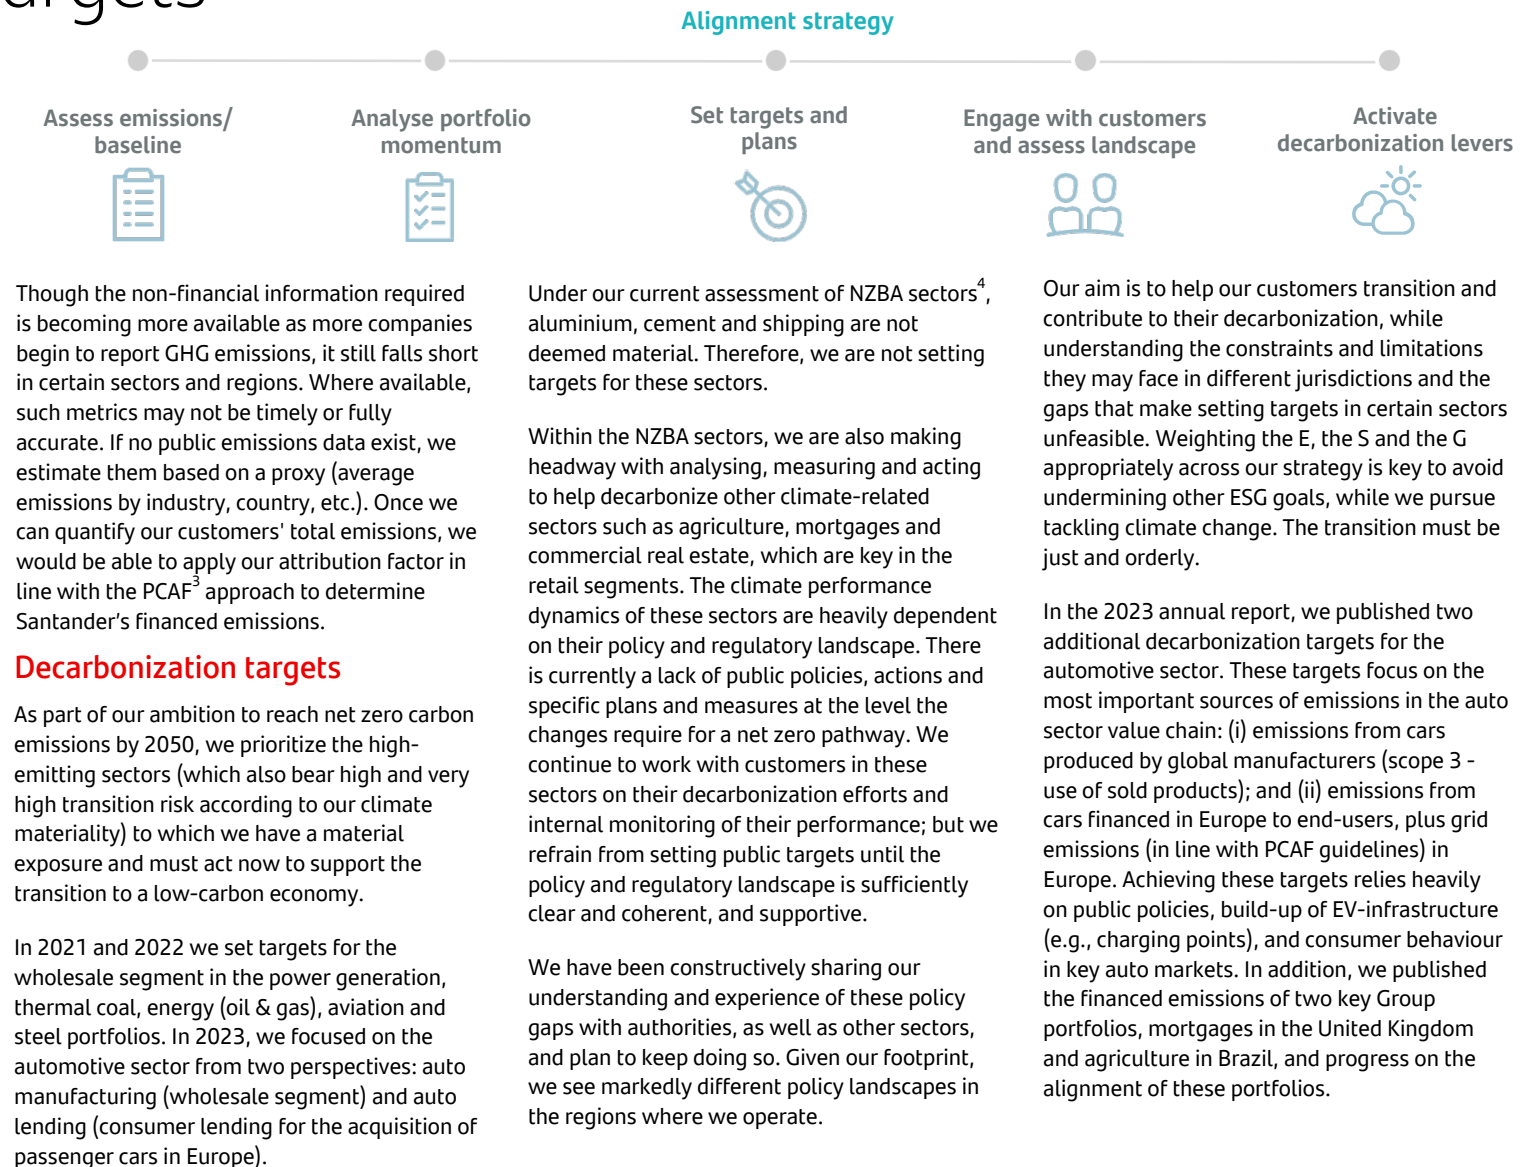 Alignment strategy
Assess emissions/
baseline
Analyse portfolio
momentum
Set targets and
plans
Engage with customers
and assess landscape
Activate
decarbonization levers
Though the non-financial information required
is becoming more available as more companies
begin to report GHG emissions, it still falls short
in certain sectors and regions. Where available,
such metrics may not be timely or fully
accurate. If no public emissions data exist, we
estimate them based on a proxy (average
emissions by industry, country, etc.). Once we
can quantify our customers' total emissions, we
would be able to apply our attribution factor in
line with the PCAF3 approach to determine
Santander's financed emissions.
Decarbonization targets
As part of our ambition to reach net zero carbon
emissions by 2050, we prioritize the high-
emitting sectors (which also bear high and very
high transition risk according to our climate
materiality) to which we have a material
exposure and must act now to support the
transition to a low-carbon economy.
In 2021 and 2022 we set targets for the
wholesale segment in the power generation,
thermal coal, energy (oil & gas), aviation and
steel portfolios. In 2023, we focused on the
automotive sector from two perspectives: auto
manufacturing (wholesale segment) and auto
lending (consumer lending for the acquisition of
passenger cars in Europe).
Under our current assessment of NZBA sectors4,
aluminium, cement and shipping are not
deemed material. Therefore, we are not setting
targets for these sectors.
Within the NZBA sectors, we are also making
headway with analysing, measuring and acting
to help decarbonize other climate-related
sectors such as agriculture, mortgages and
commercial real estate, which are key in the
retail segments. The climate performance
dynamics of these sectors are heavily dependent
on their policy and regulatory landscape. There
is currently a lack of public policies, actions and
specific plans and measures at the level the
changes require for a net zero pathway. We
continue to work with customers in these
sectors on their decarbonization efforts and
internal monitoring of their performance; but we
refrain from setting public targets until the
policy and regulatory landscape is sufficiently
clear and coherent, and supportive.
We have been constructively sharing our
understanding and experience of these policy
gaps with authorities, as well as other sectors,
and plan to keep doing so. Given our footprint,
we see markedly different policy landscapes in
the regions where we operate.
Our aim is to help our customers transition and
contribute to their decarbonization, while
understanding the constraints and limitations
they may face in different jurisdictions and the
gaps that make setting targets in certain sectors
unfeasible. Weighting the E, the S and the G
appropriately across our strategy is key to avoid
undermining other ESG goals, while we pursue
tackling climate change. The transition must be
just and orderly.
In the 2023 annual report, we published two
additional decarbonization targets for the
automotive sector. These targets focus on the
most important sources of emissions in the auto
sector value chain: (i) emissions from cars
produced by global manufacturers (scope 3 -
use of sold products); and (ii) emissions from
cars financed in Europe to end-users, plus grid
emissions (in line with PCAF guidelines) in
Europe. Achieving these targets relies heavily
on public policies, build-up of EV-infrastructure
(e.g., charging points), and consumer behaviour
in key auto markets. In addition, we published
the financed emissions of two key Group
portfolios, mortgages in the United Kingdom
and agriculture in Brazil, and progress on the
alignment of these portfolios.